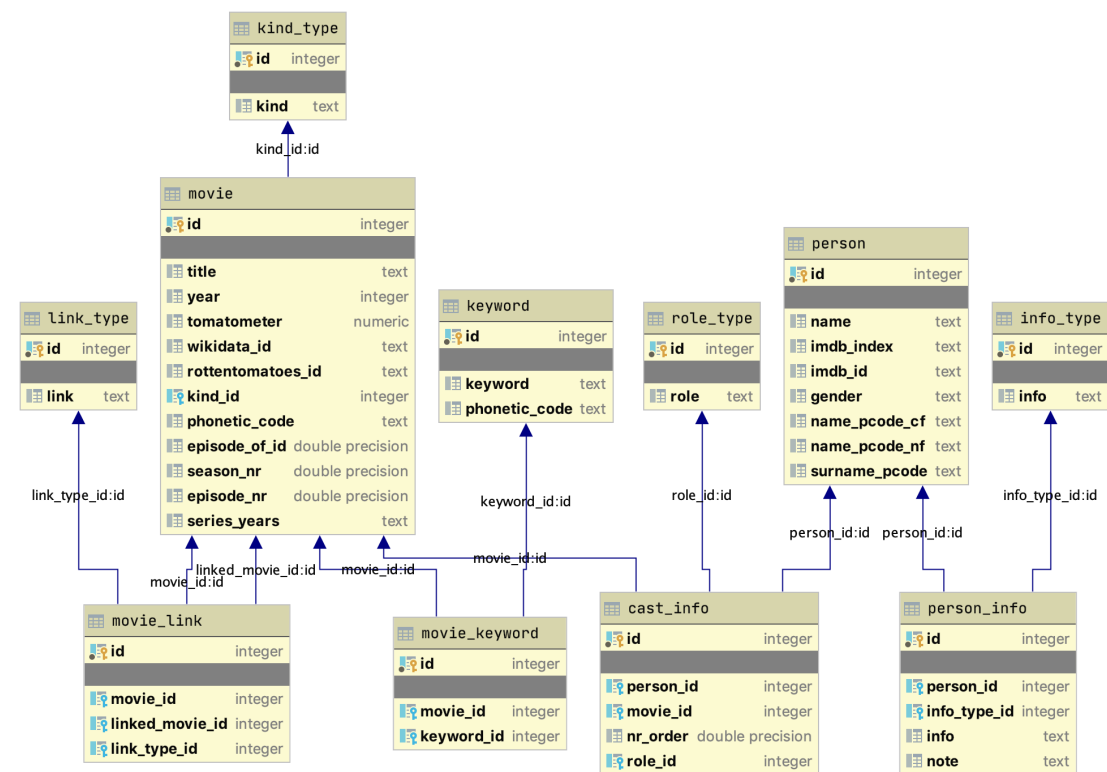 kind_type
id integer
kind text
kind_id:id
movie
id integer
title text
year integer
tomatometer numeric
wikidata_id text
rottentomatoes_id text
kind_id integer
phonetic_code text
episode_of_id double precision
season_nr double precision
episode_nr double precision
series_years text
link_type
id integer
link text
keyword
id integer
keyword text
phonetic_code text
role_type
id integer
role text
person
id integer
name text
imdb_index text
imdb_id text
gender text
name_pcode_cf text
name_pcode_nf text
surname_pcode text
info_type
id integer
info text
link_type_id:id
movie_id:id
linked_movie_id:id
movie_id:id
keyword_id:id
movie_id:id
role_id:id
person_id:id
person_id:id
info_type_id:id
movie_link
id integer
movie_id integer
linked_movie_id integer
link_type_id integer
movie_keyword
id integer
movie_id integer
keyword_id integer
cast_info
id integer
person_id integer
movie_id integer
nr_order double precision
role_id integer
person_info
id integer
person_id integer
info_type_id integer
info text
note text